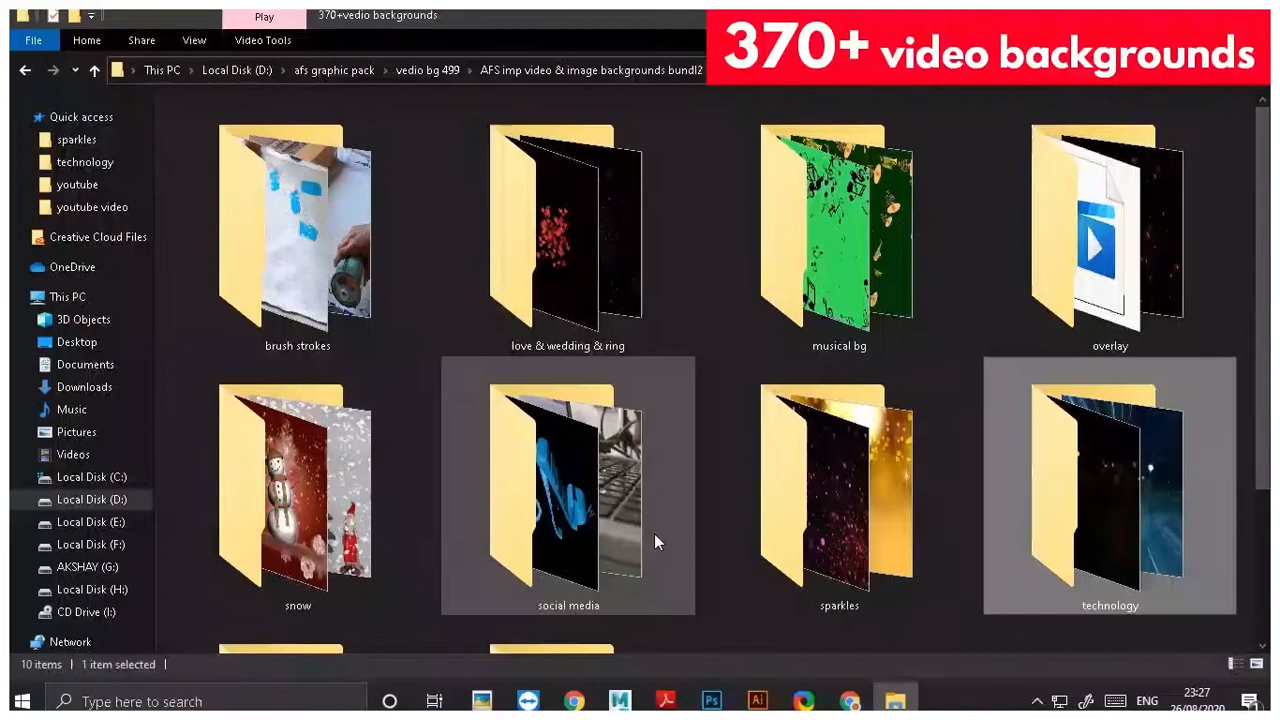 Play
370+vedio backgrounds
370+ video backgrounds
File
Home
Share
View
Video Tools
This PC
Local Disk (D:)
afs graphic pack
vedio bg 499
AFS imp video & image backgrounds bundl2
Quick access
sparkles
technology
youtube
youtube video
Creative Cloud Files
OneDrive
This PC
3D Objects
Desktop
Documents
Downloads
Music
Pictures
Videos
Local Disk (C:)
Local Disk (D:)
Local Disk (E:)
Local Disk (F:)
AKSHAY (G:)
Local Disk (H:)
CD Drive (I:)
Network
brush strokes
love & wedding & ring
musical bg
overlay
snow
social media
sparkles
technology
10 items
1 item selected
Type here to search
Ps
Ai
ENG
23:27
26/08/2020